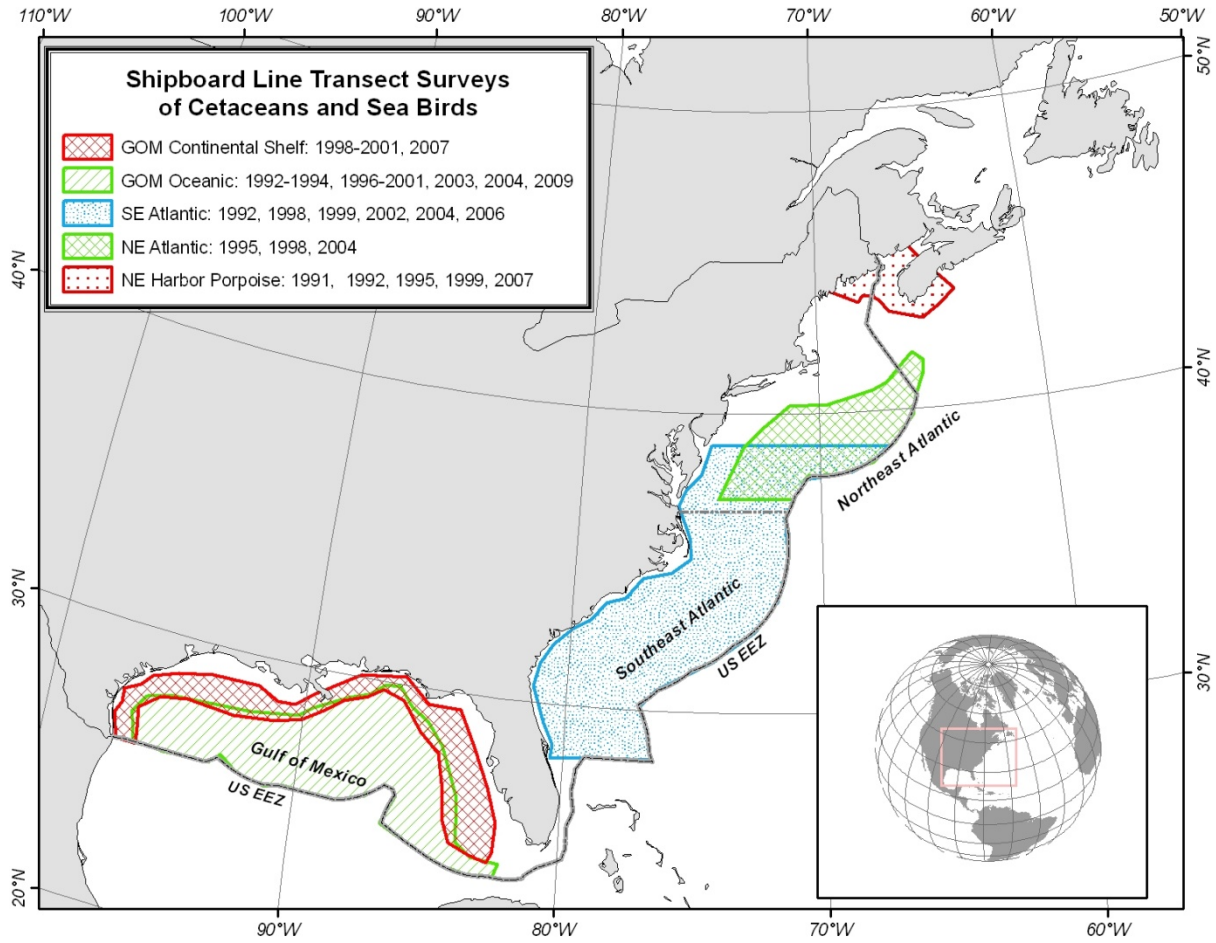 110°W 100°W 90°W 80°W 70°W 60°W 50°W
Shipboard Line Transect Surveys
of Cetaceans and Sea Birds
GOM Continental Shelf: 1998-2001, 2007
GOM Oceanic: 1992-1994, 1996-2001, 2003, 2004, 2009
SE Atlantic: 1992, 1998, 1999, 2002, 2004, 2006
NE Atlantic: 1995, 1998, 2004
NE Harbor Porpoise: 1991, 1992, 1995, 1999, 2007
50°N
40°N
40°N
Northeast Atlantic
30°N
Southeast Atlantic
US EEZ
30°N
Gulf of Mexico
US EEZ
20°N
90°W 80°W 70°W 60°W